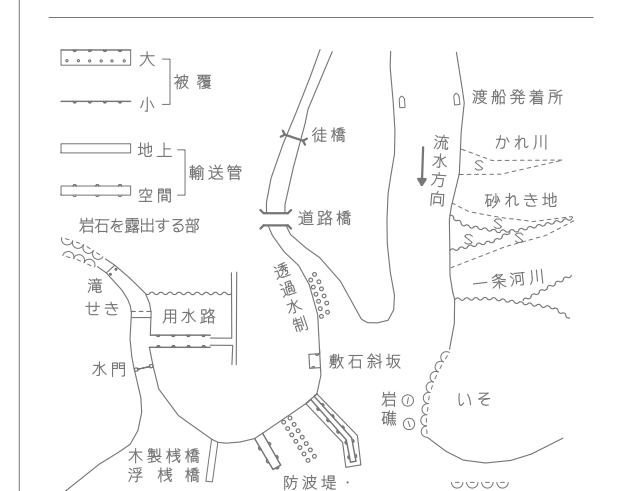 大
被覆
小
地上
輸送管
空間
岩石を露出する部
滝
せき
用水路
水門
木製桟橋
浮桟橋
徒橋
道路橋
透過水制
敷石斜坂
防波堤・
流水方向
渡船発着所
かれ川
S
砂れき地
S
S
S
一条河川
岩礁
いそ